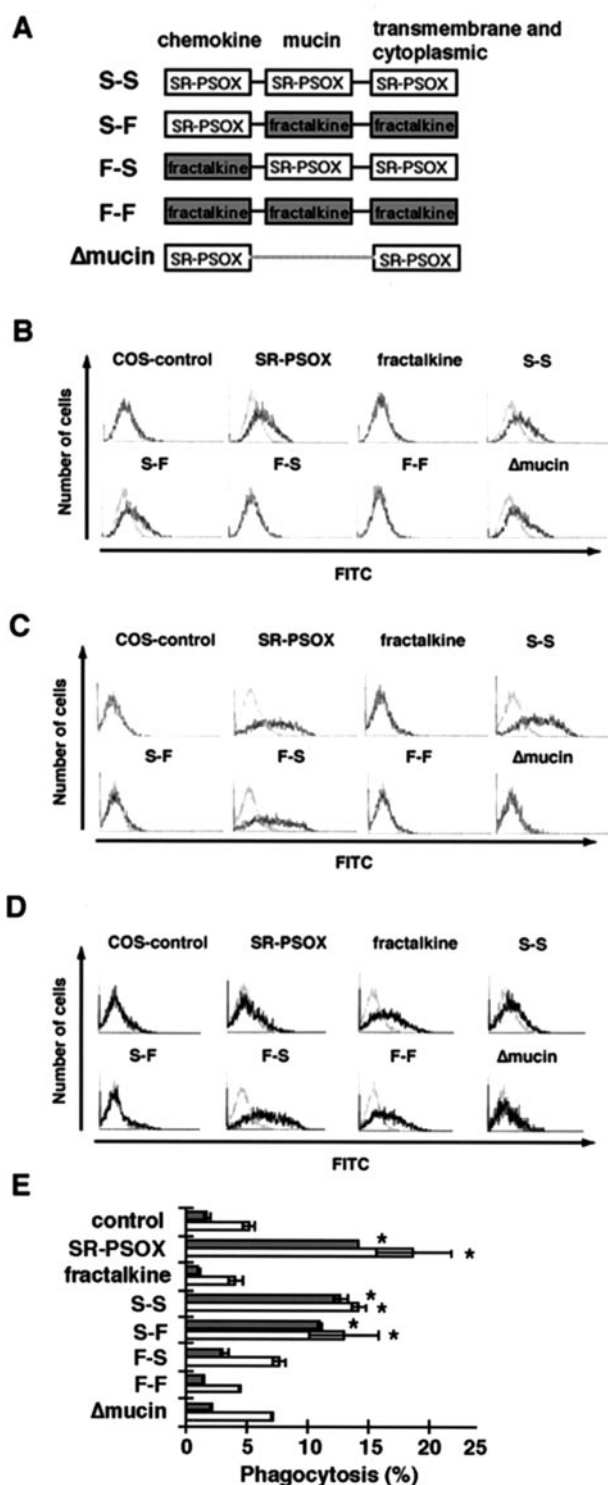 A
chemokine mucin transmembrane and cytoplasmic
S-S SR-PSOX SR-PSOX SR-PSOX
S-F SR-PSOX fractalkine fractalkine
F-S fractalkine SR-PSOX SR-PSOX
F-F fractalkine fractalkine fractalkine
Δmucin SR-PSOX SR-PSOX
B
COS-control SR-PSOX fractalkine S-S
S-F F-S F-F Δmucin
Number of cells
FITC
C
COS-control SR-PSOX fractalkine S-S
S-F F-S F-F Δmucin
Number of cells
FITC
D
COS-control SR-PSOX fractalkine S-S
S-F F-S F-F Δmucin
Number of cells
FITC
E
control
SR-PSOX * *
fractalkine
S-S * *
S-F * *
F-S
F-F
Δmucin
0 5 10 15 20 25
Phagocytosis (%)